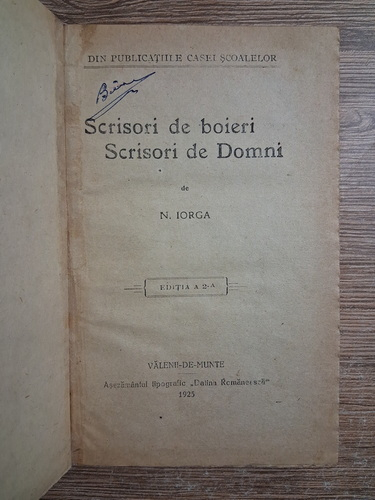 DIN PUBLICAȚIILE CASEI ȘCOALELOR
Scrisori de boieri
Scrisori de Domni
de
N. IORGA
EDIȚIA A 2-A
VĂLENII-DE-MUNTE
Așezământul tipografic „Datina Românească“
1925